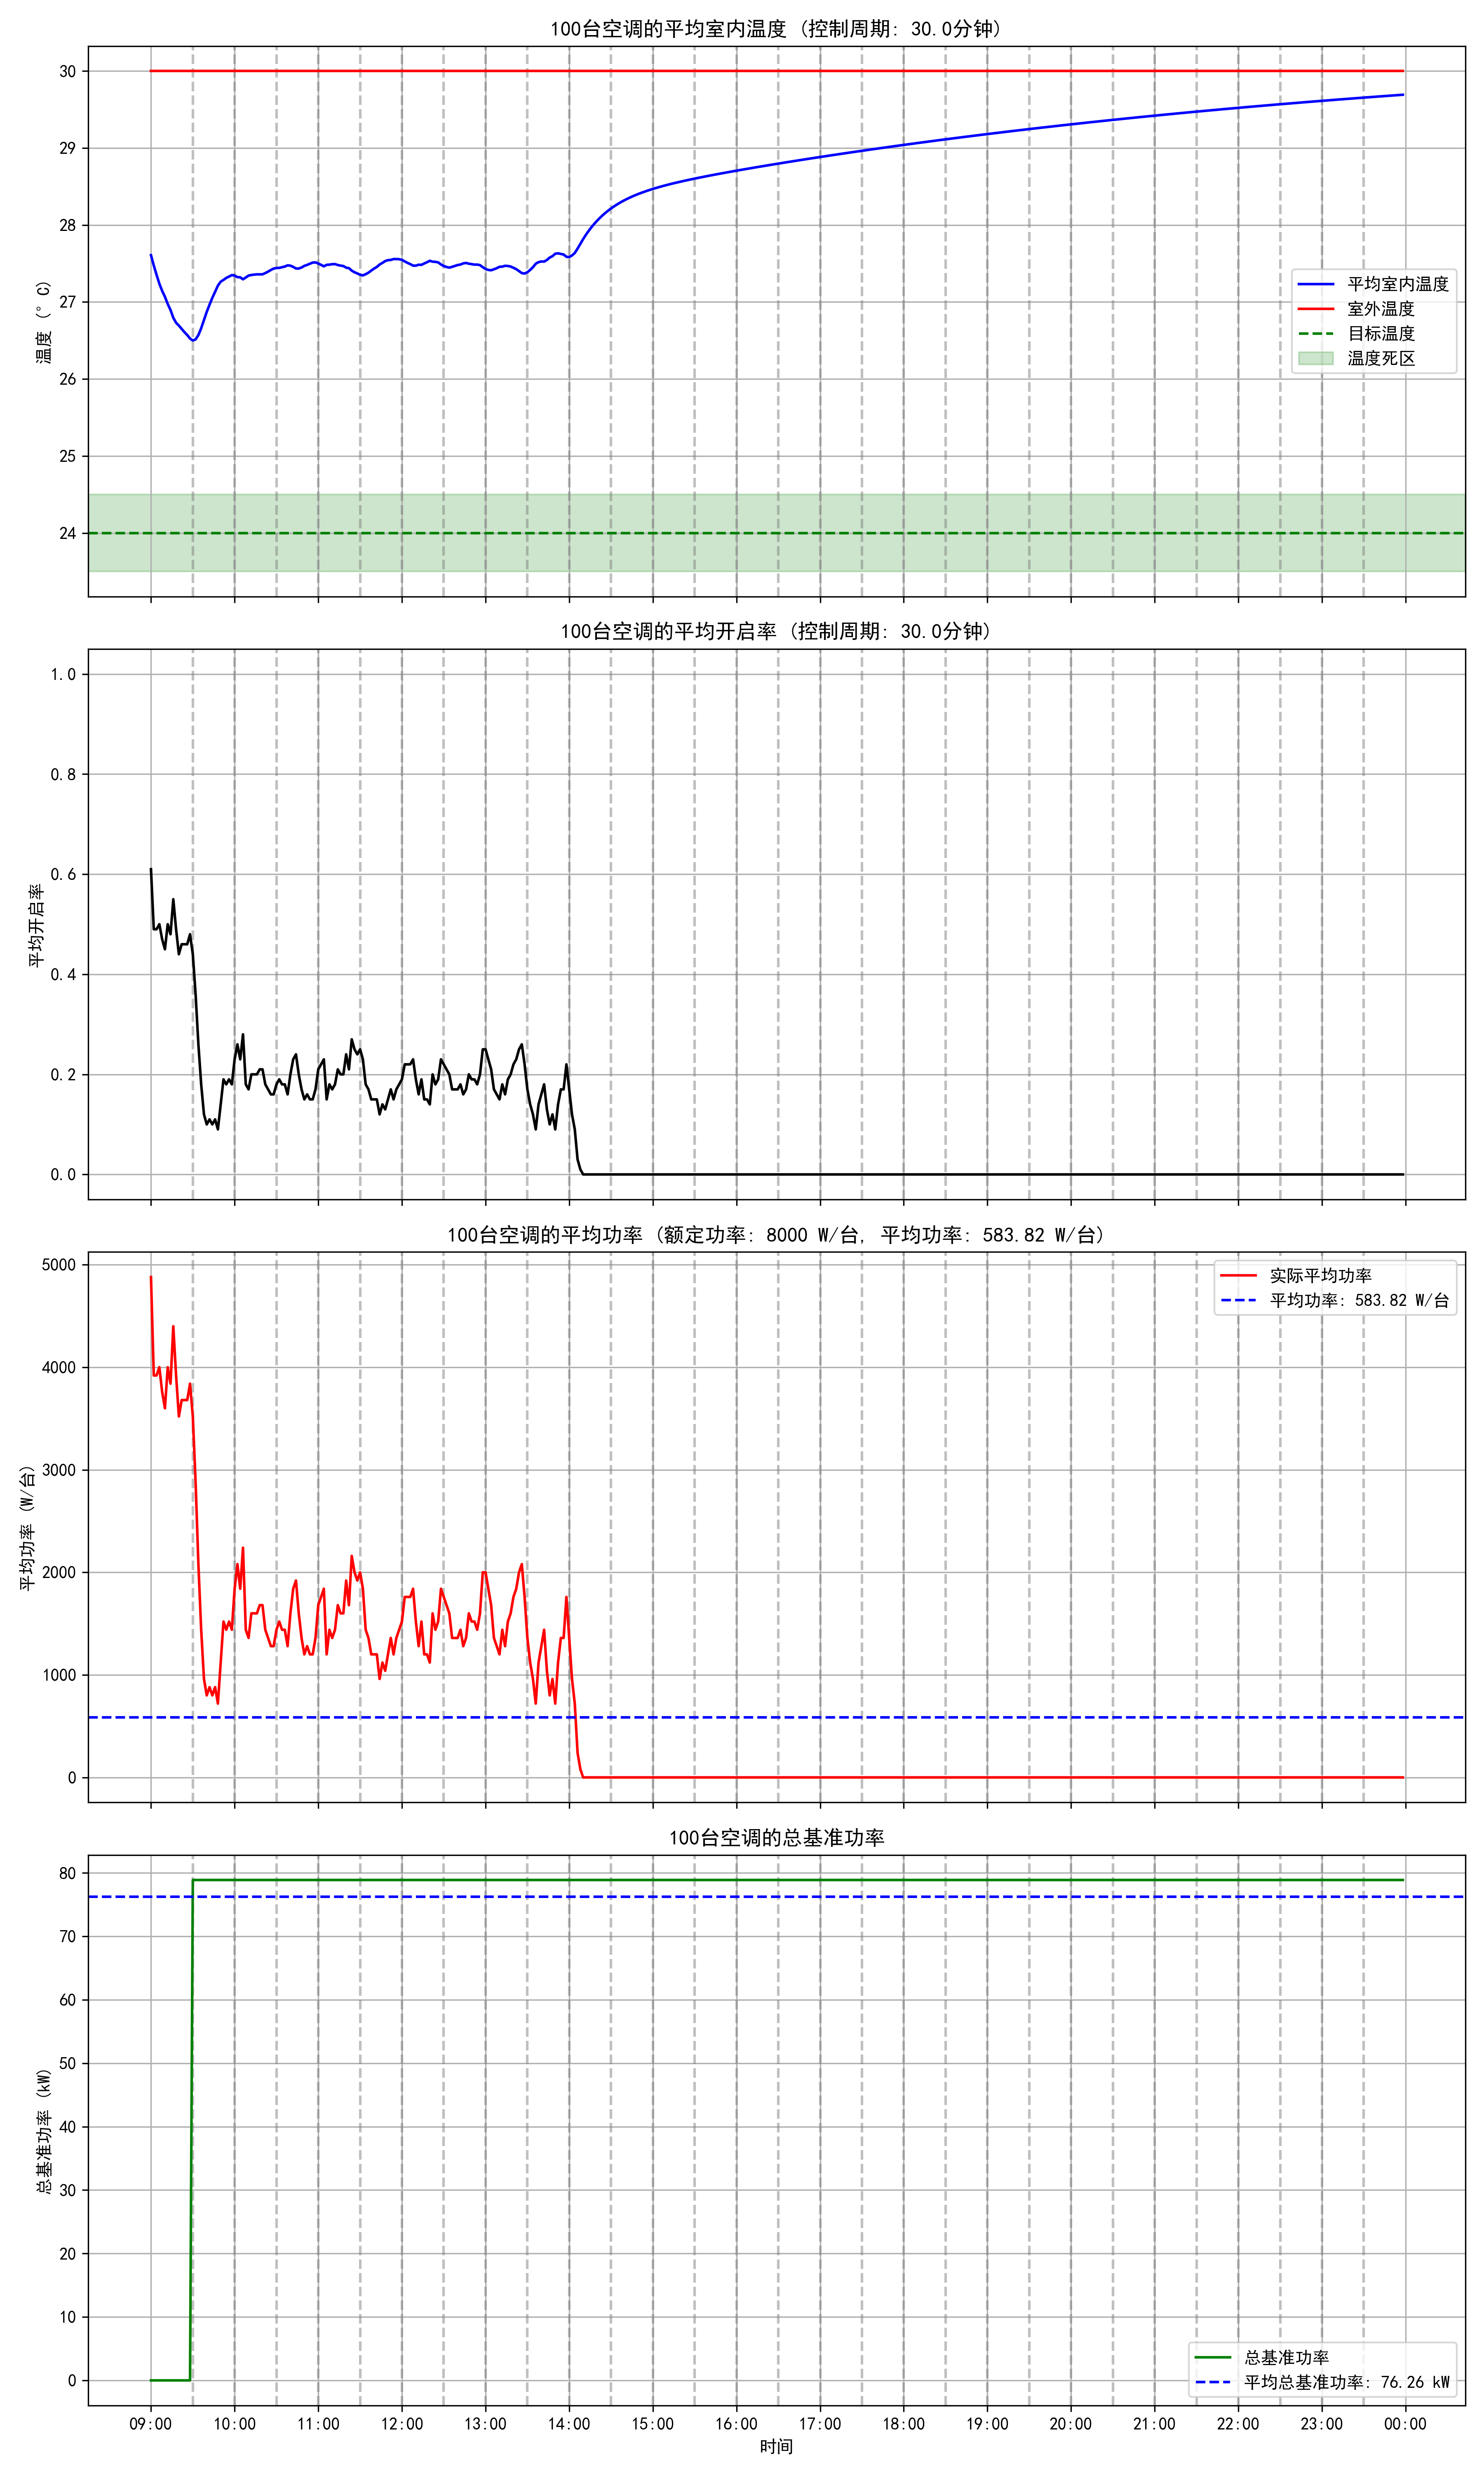 100台空调的平均室内温度 (控制周期: 30.0分钟)
温度 (°C)
30
29
28
27
26
25
24
平均室内温度
室外温度
目标温度
温度死区
100台空调的平均开启率 (控制周期: 30.0分钟)
平均开启率
1.0
0.8
0.6
0.4
0.2
0.0
100台空调的平均功率 (额定功率: 8000 W/台, 平均功率: 583.82 W/台)
平均功率 (W/台)
5000
4000
3000
2000
1000
0
实际平均功率
平均功率: 583.82 W/台
100台空调的总基准功率
总基准功率 (kW)
80
70
60
50
40
30
20
10
0
总基准功率
平均总基准功率: 76.26 kW
09:00 10:00 11:00 12:00 13:00 14:00 15:00 16:00 17:00 18:00 19:00 20:00 21:00 22:00 23:00 00:00
时间